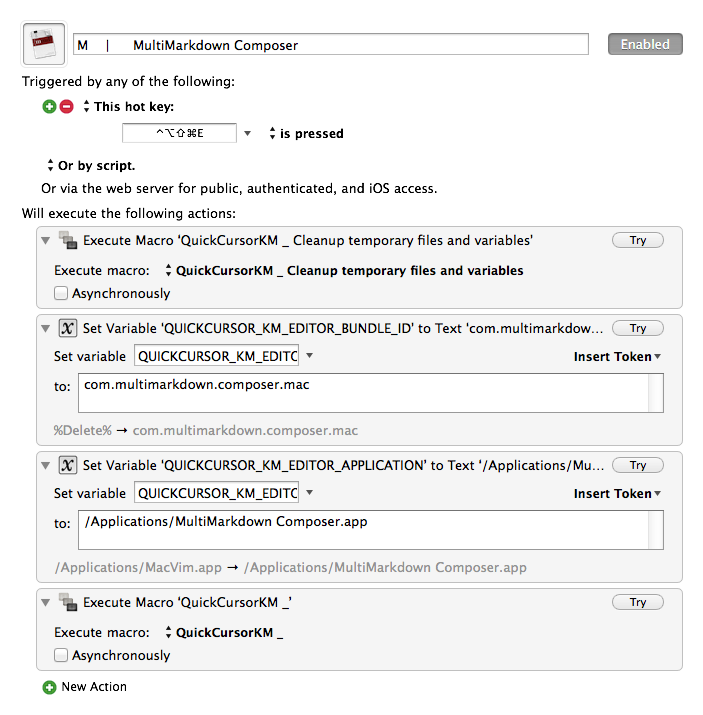 M | MultiMarkdown Composer
Enabled
Triggered by any of the following:
This hot key:
^⌥⇧⌘E
is pressed
Or by script.
Or via the web server for public, authenticated, and iOS access.
Will execute the following actions:
Execute Macro ‘QuickCursorKM _ Cleanup temporary files and variables’
Try
Execute macro: QuickCursorKM _ Cleanup temporary files and variables
Asynchronously
Set Variable ‘QUICKCURSOR_KM_EDITOR_BUNDLE_ID’ to Text ‘com.multimarkdow...
Try
Set variable QUICKCURSOR_KM_EDITC Insert Token
to: com.multimarkdown.composer.mac
%Delete% → com.multimarkdown.composer.mac
Set Variable ‘QUICKCURSOR_KM_EDITOR_APPLICATION’ to Text ‘/Applications/Mu...
Try
Set variable QUICKCURSOR_KM_EDITC Insert Token
to: /Applications/MultiMarkdown Composer.app
/Applications/MacVim.app → /Applications/MultiMarkdown Composer.app
Execute Macro ‘QuickCursorKM _’
Try
Execute macro: QuickCursorKM _
Asynchronously
New Action